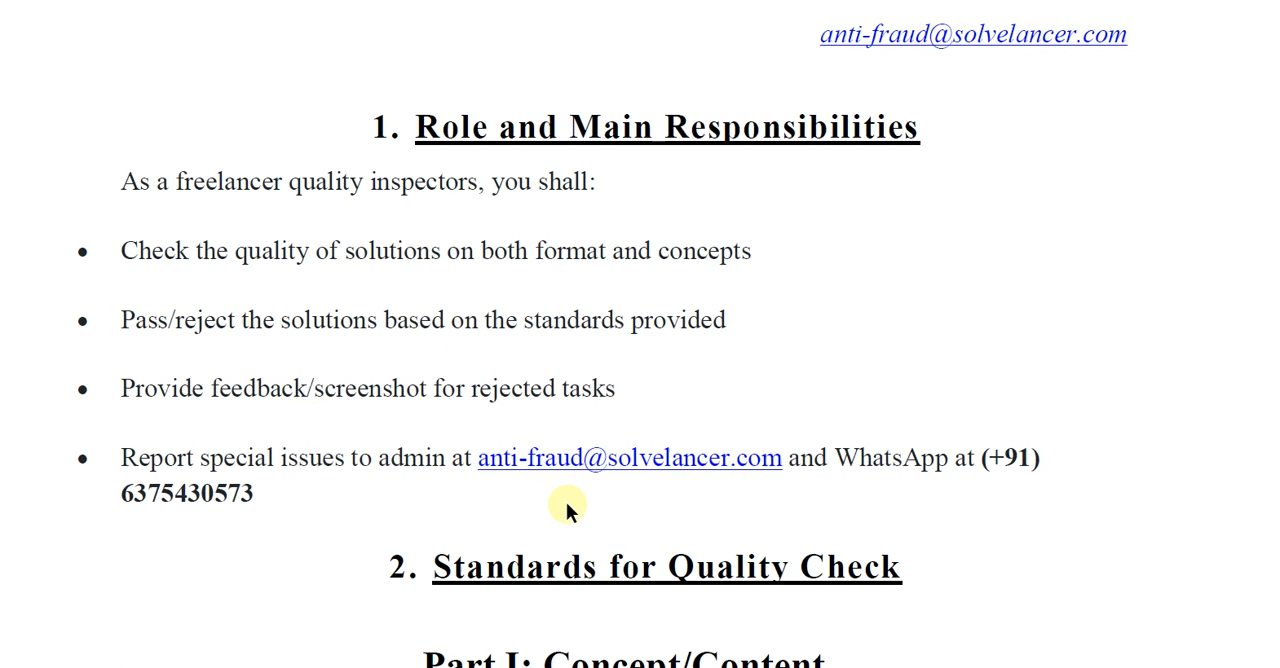 anti-fraud@solvelancer.com
1. Role and Main Responsibilities
As a freelancer quality inspectors, you shall:
• Check the quality of solutions on both format and concepts
• Pass/reject the solutions based on the standards provided
• Provide feedback/screenshot for rejected tasks
• Report special issues to admin at anti-fraud@solvelancer.com and WhatsApp at (+91)
6375430573
2. Standards for Quality Check
Part I: Concept/Content